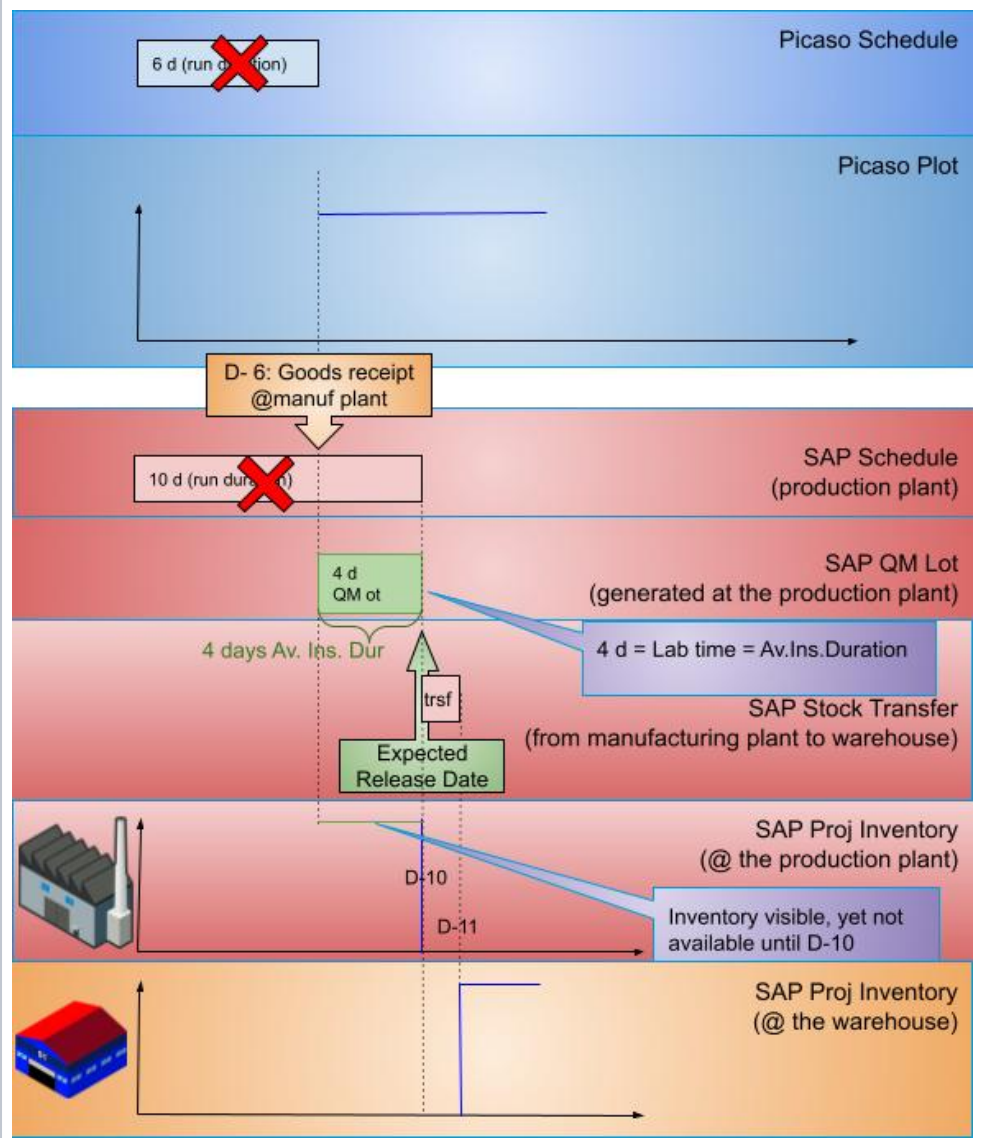 Picaso Schedule
6 d (run d tion)
Picaso Plot
D- 6: Goods receipt
@manuf plant
SAP Schedule
(production plant)
10 d (run dur n)
SAP QM Lot
(generated at the production plant)
4 d
QM ot
4 days Av. Ins. Dur
4 d = Lab time = Av.Ins.Duration
trsf
SAP Stock Transfer
(from manufacturing plant to warehouse)
Expected
Release Date
SAP Proj Inventory
(@ the production plant)
D-10
D-11
Inventory visible, yet not
available until D-10
SAP Proj Inventory
(@ the warehouse)